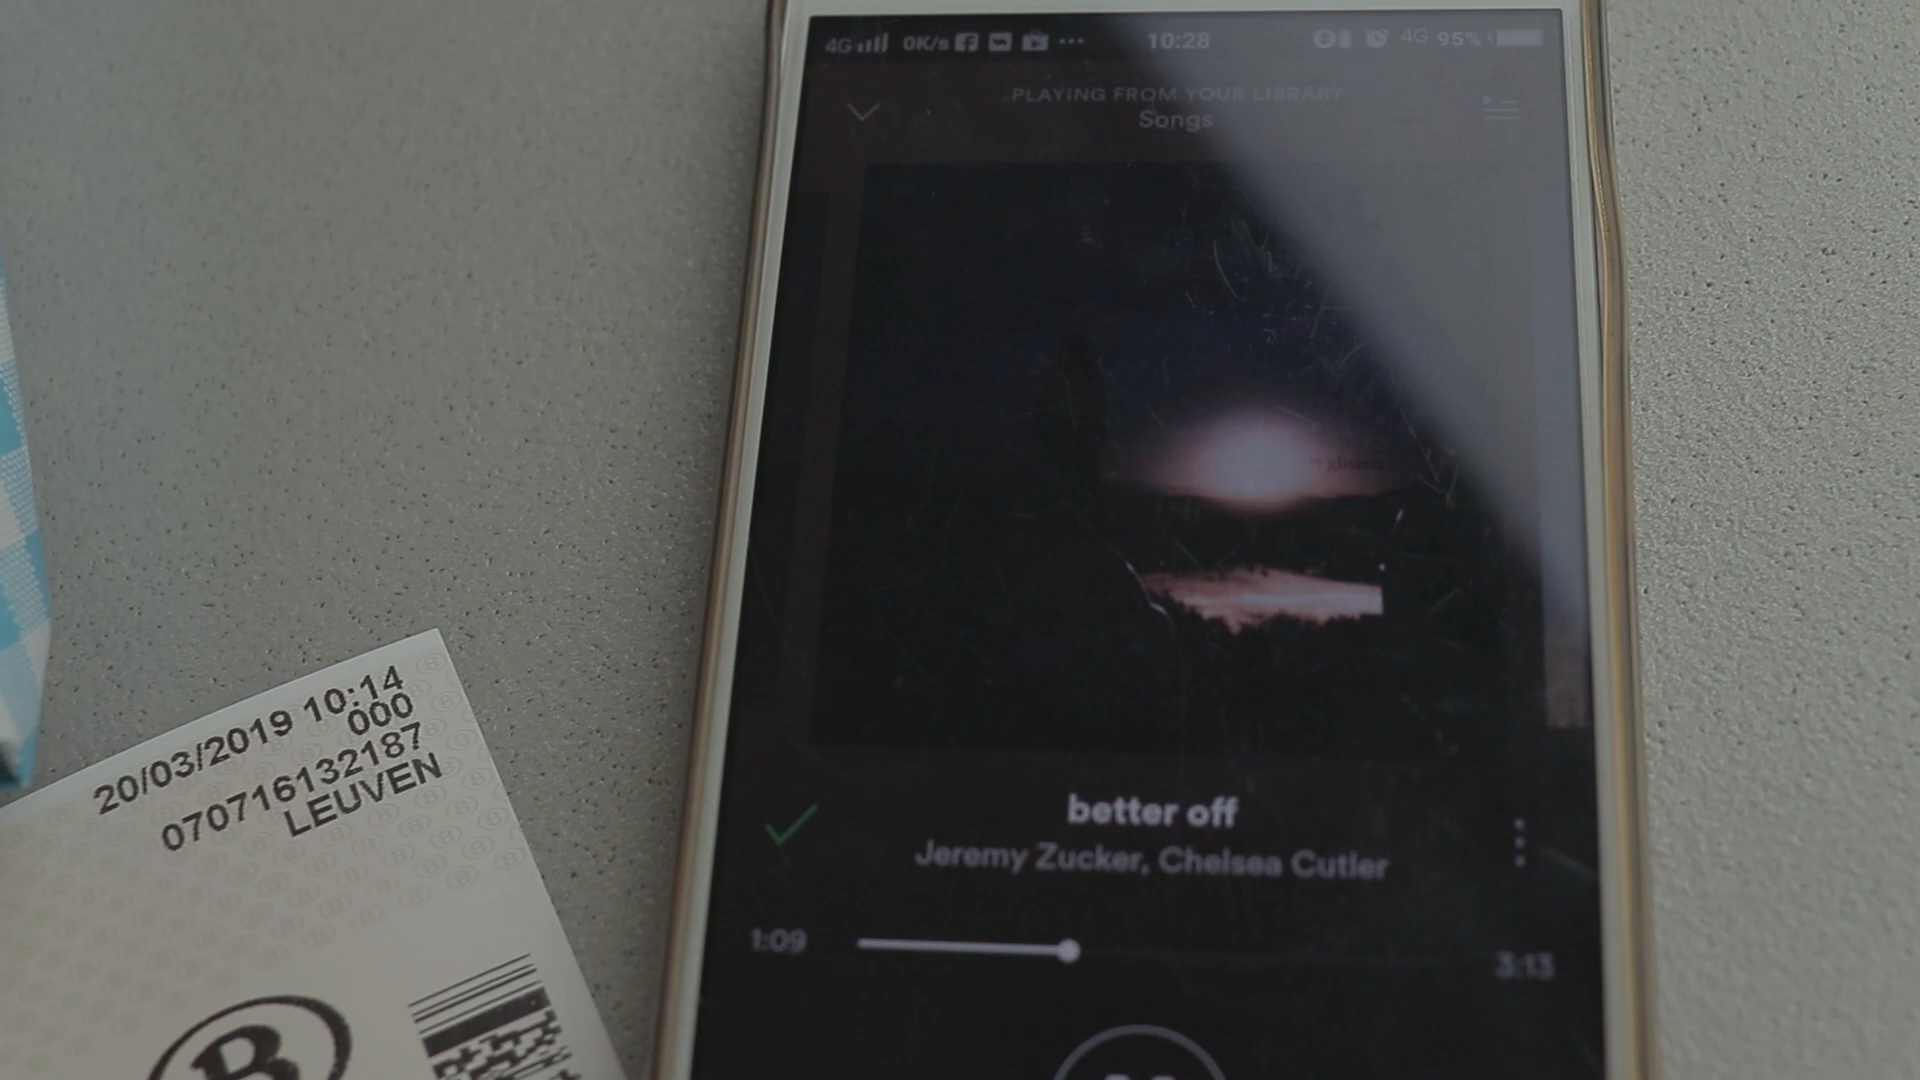 4G 0K/s 10:28 4G 95%
PLAYING FROM YOUR LIBRARY
Songs
glisten
better off
Jeremy Zucker, Chelsea Cutler
1:09
3:13
20/03/2019 10:14
000
070716132187
LEUVEN
B